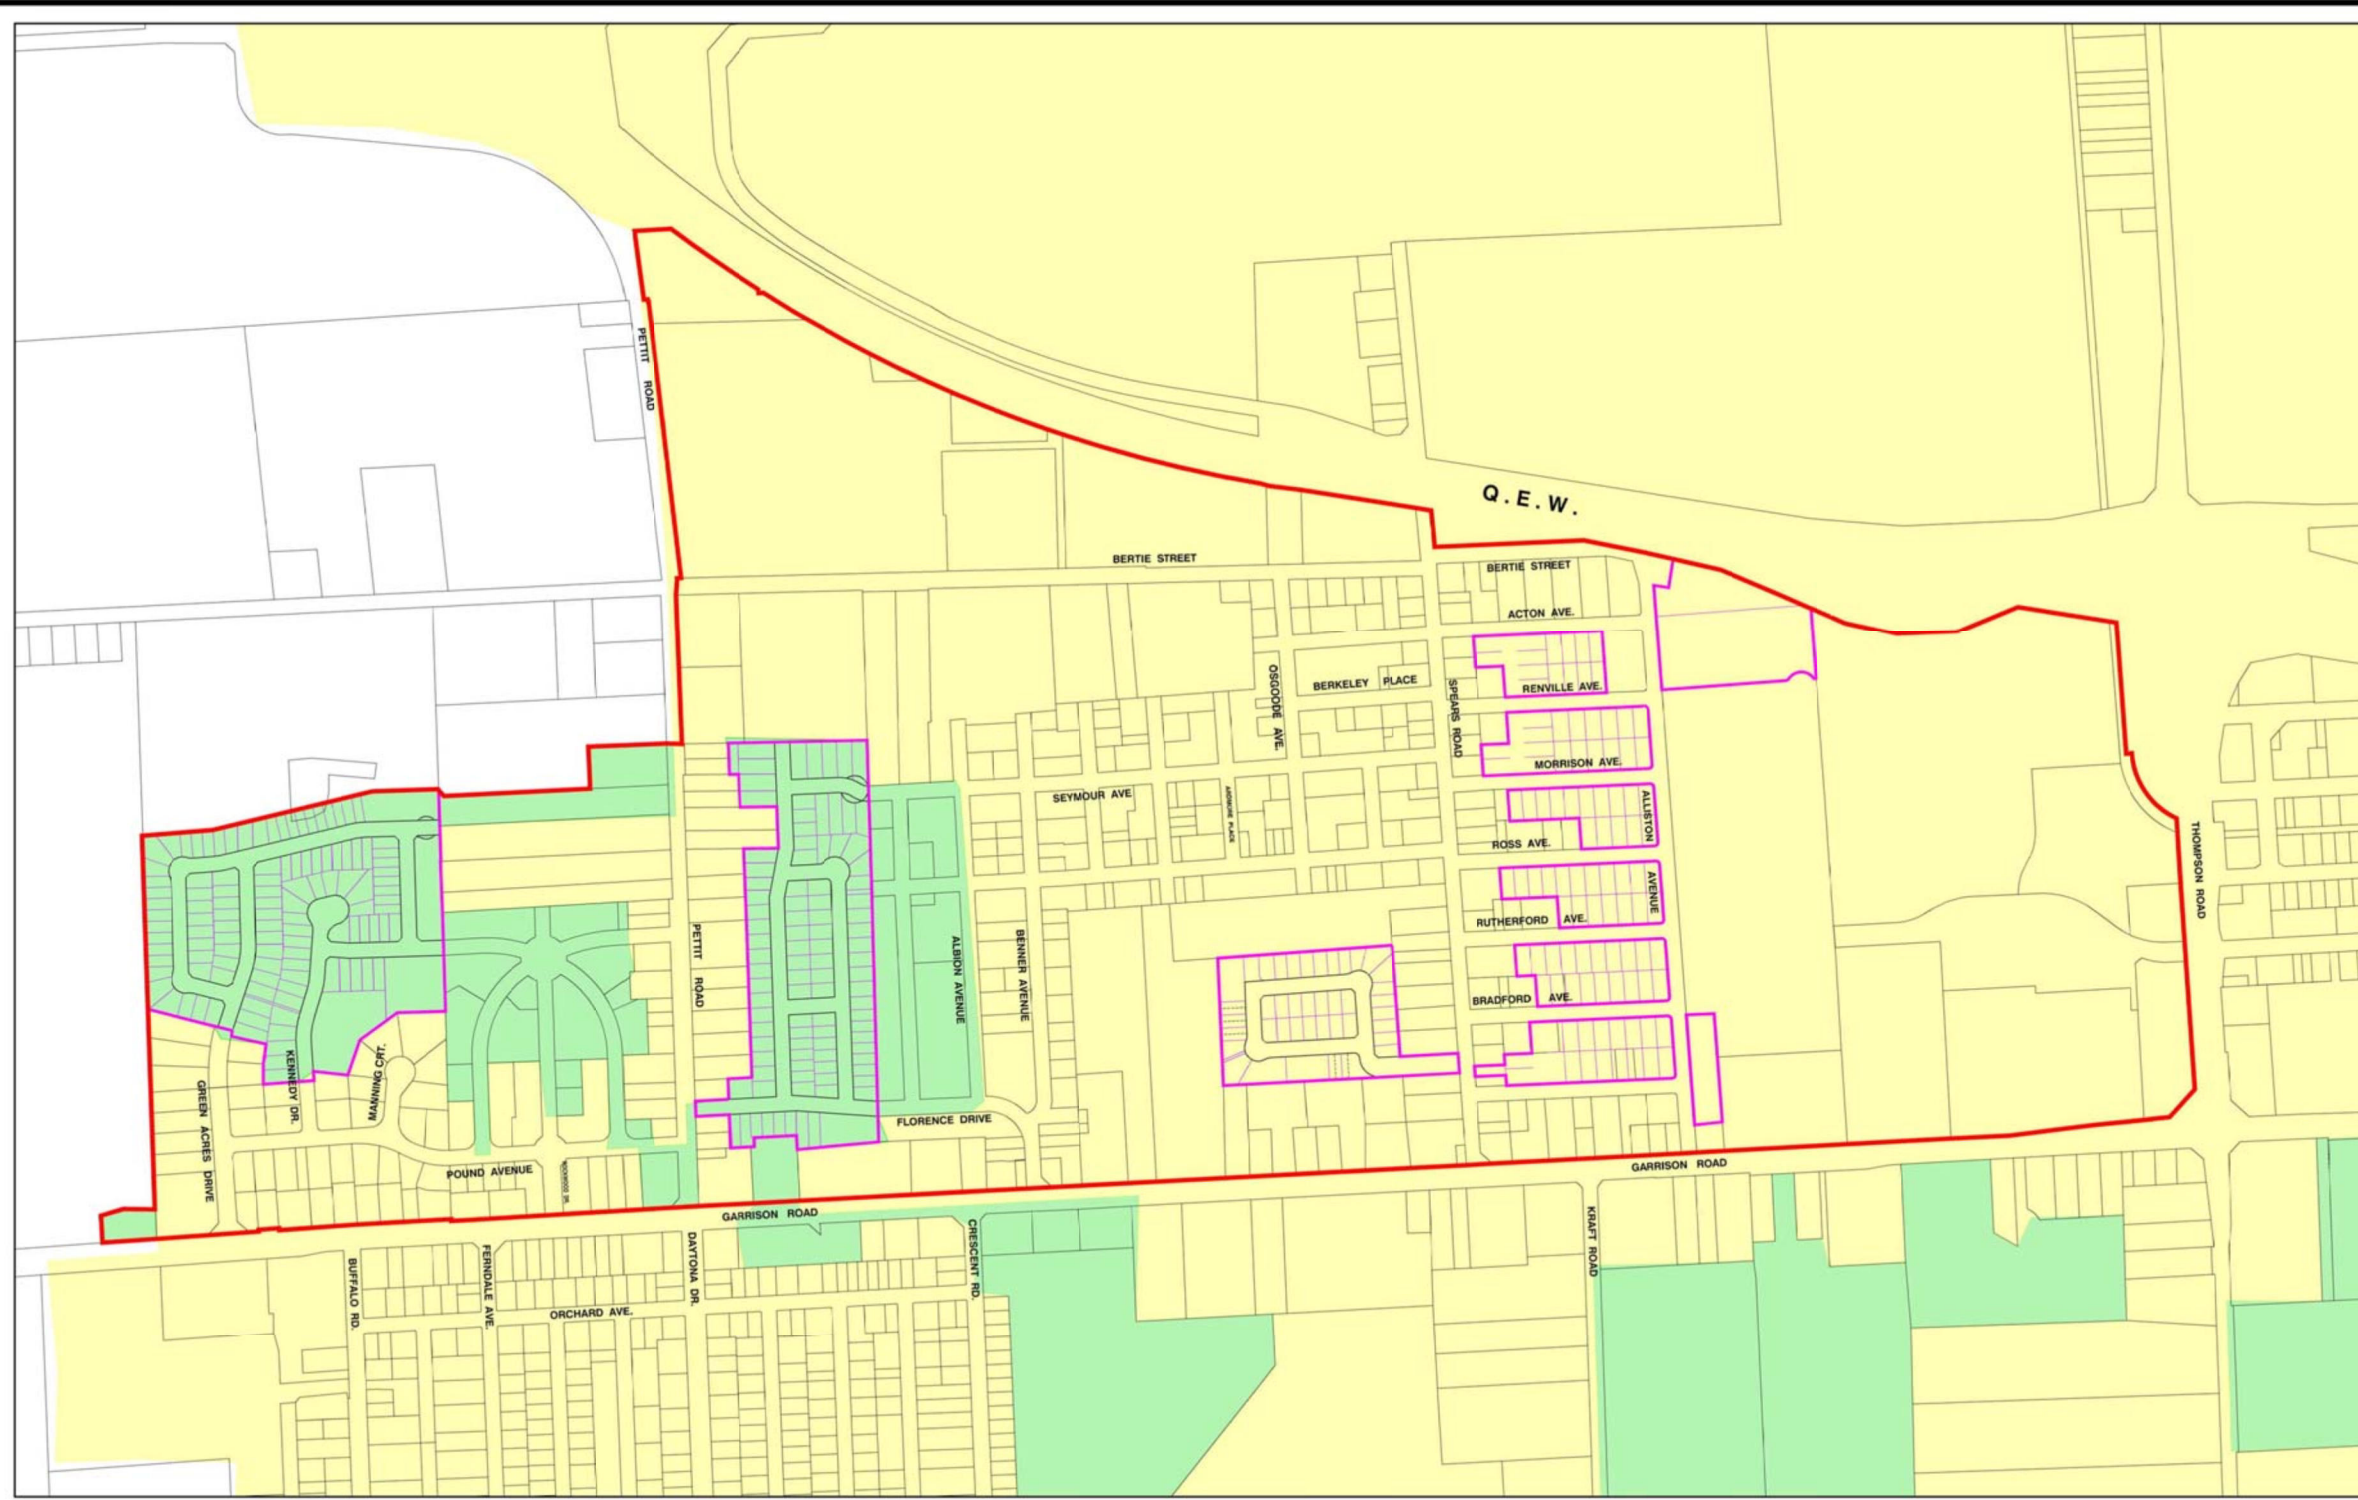 Q.E.W.
PETTIT ROAD
BERTIE STREET
BERTIE STREET
ACTON AVE.
BERKELEY PLACE
OSGOODE AVE.
SPEARS ROAD
RENVILLE AVE.
MORRISON AVE.
SEYMOUR AVE
ARDMORE PLACE
ALLISTON AVENUE
ROSS AVE.
THOMPSON ROAD
RUTHERFORD AVE.
PETTIT ROAD
ALBION AVENUE
BENNER AVENUE
BRADFORD AVE.
KENNEDY DR.
MANNING CRT.
GREEN ACRES DRIVE
FLORENCE DRIVE
POUND AVENUE
GARRISON ROAD
GARRISON ROAD
BUFFALO RD.
FERNDALE AVE.
DAYTONA DR.
CRESCENT RD.
KRAFT ROAD
ORCHARD AVE.